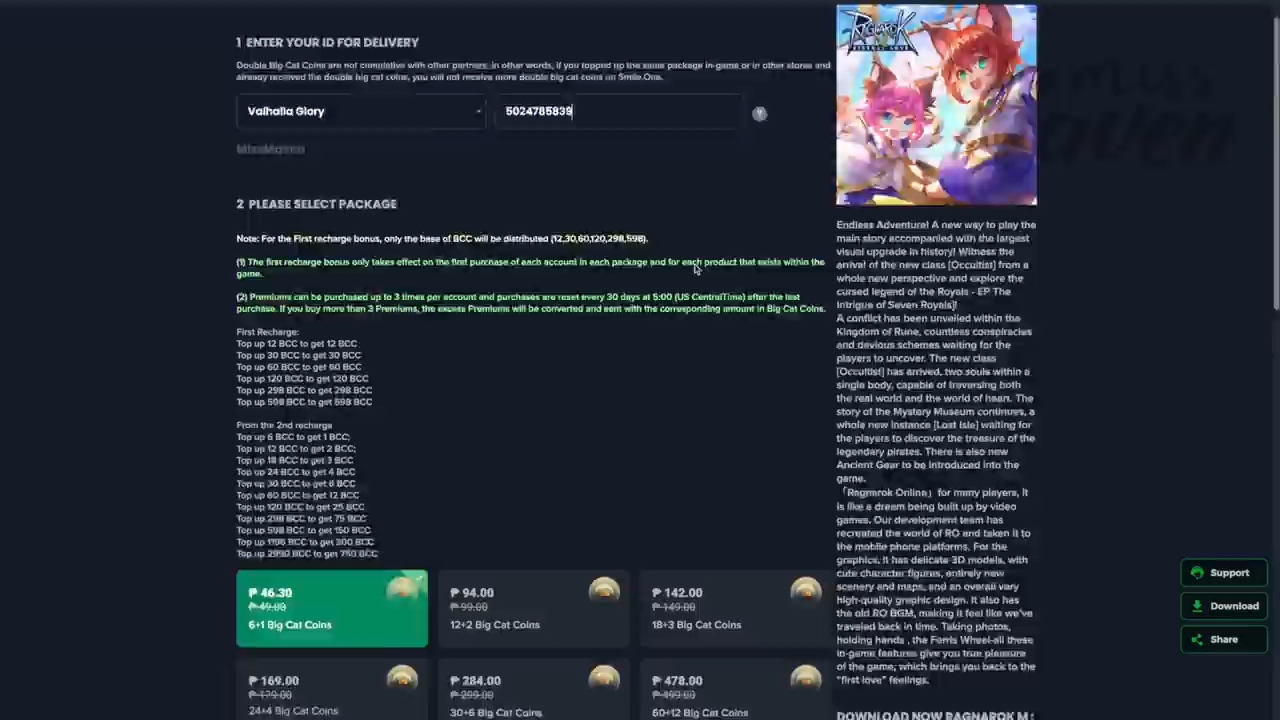 1 ENTER YOUR ID FOR DELIVERY
Double Big Cat Coins are not cumulative with other partners, in other words, if you topped up the same package in-game or in other stores and
already received the double big cat coins, you will not receive more double big cat coins on Smile.One.
Valhalla Glory
5024785839
2 PLEASE SELECT PACKAGE
Note: For the First recharge bonus, only the base of BCC will be distributed (12,30,60,120,298,598).
(1) The first recharge bonus only takes effect on the first purchase of each account in each package and for each product that exists within the
game.
(2) Premiums can be purchased up to 3 times per account and purchases are reset every 30 days at 5:00 (US CentralTime) after the last
purchase. If you buy more than 3 Premiums, the excess Premiums will be converted and sent with the corresponding amount in Big Cat Coins.
First Recharge:
Top up 12 BCC to get 12 BCC
Top up 30 BCC to get 30 BCC
Top up 60 BCC to get 60 BCC
Top up 120 BCC to get 120 BCC
Top up 298 BCC to get 298 BCC
Top up 598 BCC to get 598 BCC
From the 2nd recharge
Top up 6 BCC to get 1 BCC;
Top up 12 BCC to get 2 BCC;
Top up 18 BCC to get 3 BCC
Top up 24 BCC to get 4 BCC
Top up 30 BCC to get 6 BCC
Top up 60 BCC to get 12 BCC
Top up 120 BCC to get 25 BCC
Top up 298 BCC to get 75 BCC
Top up 598 BCC to get 150 BCC
Top up 1196 BCC to get 300 BCC
Top up 2990 BCC to get 750 BCC
₱ 46.30
₱ 49.00
6+1 Big Cat Coins
₱ 94.00
₱ 99.00
12+2 Big Cat Coins
₱ 142.00
₱ 149.00
18+3 Big Cat Coins
₱ 169.00
₱ 179.00
24+4 Big Cat Coins
₱ 284.00
₱ 299.00
30+6 Big Cat Coins
₱ 478.00
₱ 499.00
60+12 Big Cat Coins
RAGNAROK
ETERNAL LOVE
Endless Adventure! A new way to play the
main story accompanied with the largest
visual upgrade in history! Witness the
arrival of the new class [Occultist] from a
whole new perspective and explore the
cursed legend of the Royals - EP The
Intrigue of Seven Royals]!
A conflict has been unveiled within the
Kingdom of Rune, countless conspiracies
and devious schemes waiting for the
players to uncover. The new class
[Occultist] has arrived, two souls within a
single body, capable of traversing both
the real world and the world of hean. The
story of the Mystery Museum continues, a
whole new instance [Lost Isle] waiting for
the players to discover the treasure of the
legendary pirates. There is also new
Ancient Gear to be introduced into the
game.
「Ragnarok Online」for many players, it
is like a dream being built up by video
games. Our development team has
recreated the world of RO and taken it to
the mobile phone platforms. For the
graphics, it has delicate 3D models, with
cute character figures, entirely new
scenery and maps, and an overall very
high-quality graphic design. It also has
the old RO BGM, making it feel like we've
traveled back in time. Taking photos,
holding hands , the Ferris Wheel-all these
in-game features give you true pleasure
of the game, which brings you back to the
"first love" feelings.
DOWNLOAD NOW RAGNAROK M :
Support
Download
Share